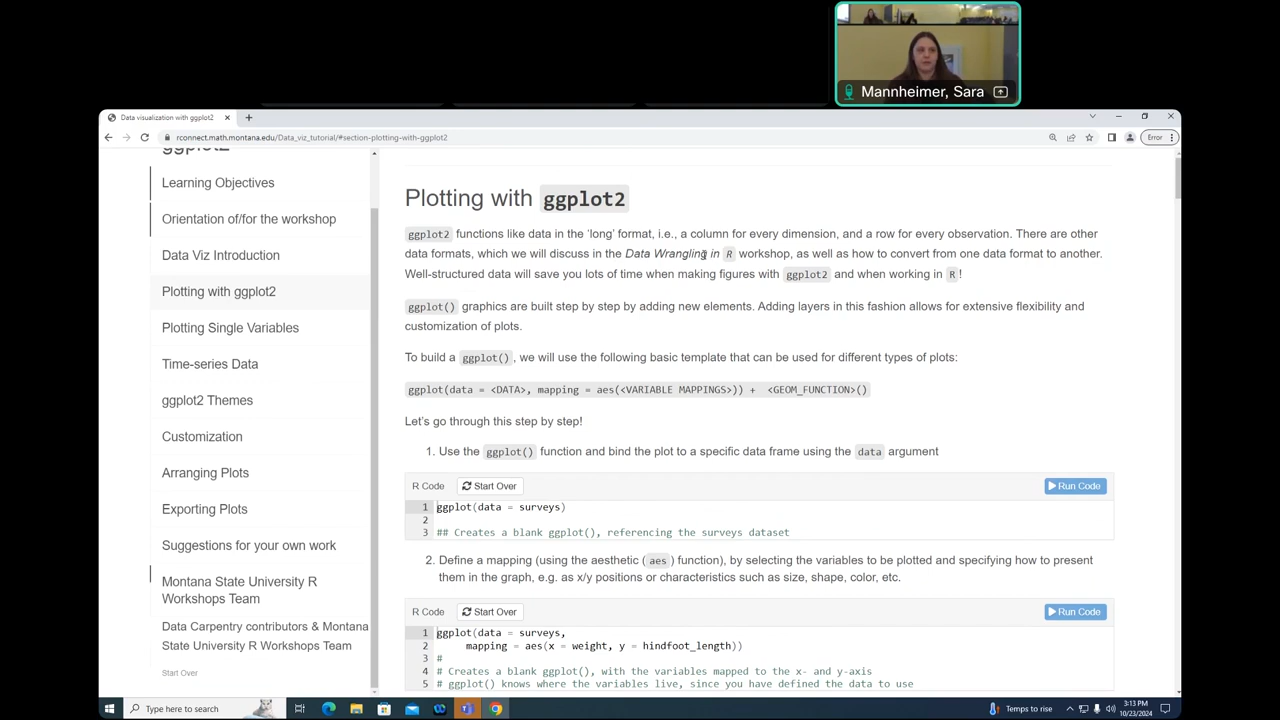 Mannheimer, Sara
Data visualization with ggplot2
rconnect.math.montana.edu/Data_viz_tutorial/#section-plotting-with-ggplot2
Error
ggplot2
Learning Objectives
Orientation of/for the workshop
Data Viz Introduction
Plotting with ggplot2
Plotting Single Variables
Time-series Data
ggplot2 Themes
Customization
Arranging Plots
Exporting Plots
Suggestions for your own work
Montana State University R
Workshops Team
Data Carpentry contributors & Montana
State University R Workshops Team
Start Over
Plotting with ggplot2
ggplot2 functions like data in the 'long' format, i.e., a column for every dimension, and a row for every observation. There are other
data formats, which we will discuss in the Data Wrangling in R workshop, as well as how to convert from one data format to another.
Well-structured data will save you lots of time when making figures with ggplot2 and when working in R!
ggplot() graphics are built step by step by adding new elements. Adding layers in this fashion allows for extensive flexibility and
customization of plots.
To build a ggplot(), we will use the following basic template that can be used for different types of plots:
ggplot(data = <DATA>, mapping = aes(<VARIABLE MAPPINGS>)) + <GEOM_FUNCTION>()
Let's go through this step by step!
1. Use the ggplot() function and bind the plot to a specific data frame using the data argument
R Code Start Over Run Code
1 ggplot(data = surveys)
2
3 ## Creates a blank ggplot(), referencing the surveys dataset
2. Define a mapping (using the aesthetic (aes) function), by selecting the variables to be plotted and specifying how to present
them in the graph, e.g. as x/y positions or characteristics such as size, shape, color, etc.
R Code Start Over Run Code
1 ggplot(data = surveys,
2 mapping = aes(x = weight, y = hindfoot_length))
3 #
4 # Creates a blank ggplot(), with the variables mapped to the x- and y-axis
5 # ggplot() knows where the variables live, since you have defined the data to use
Type here to search
Temps to rise
3:13 PM
10/23/2024